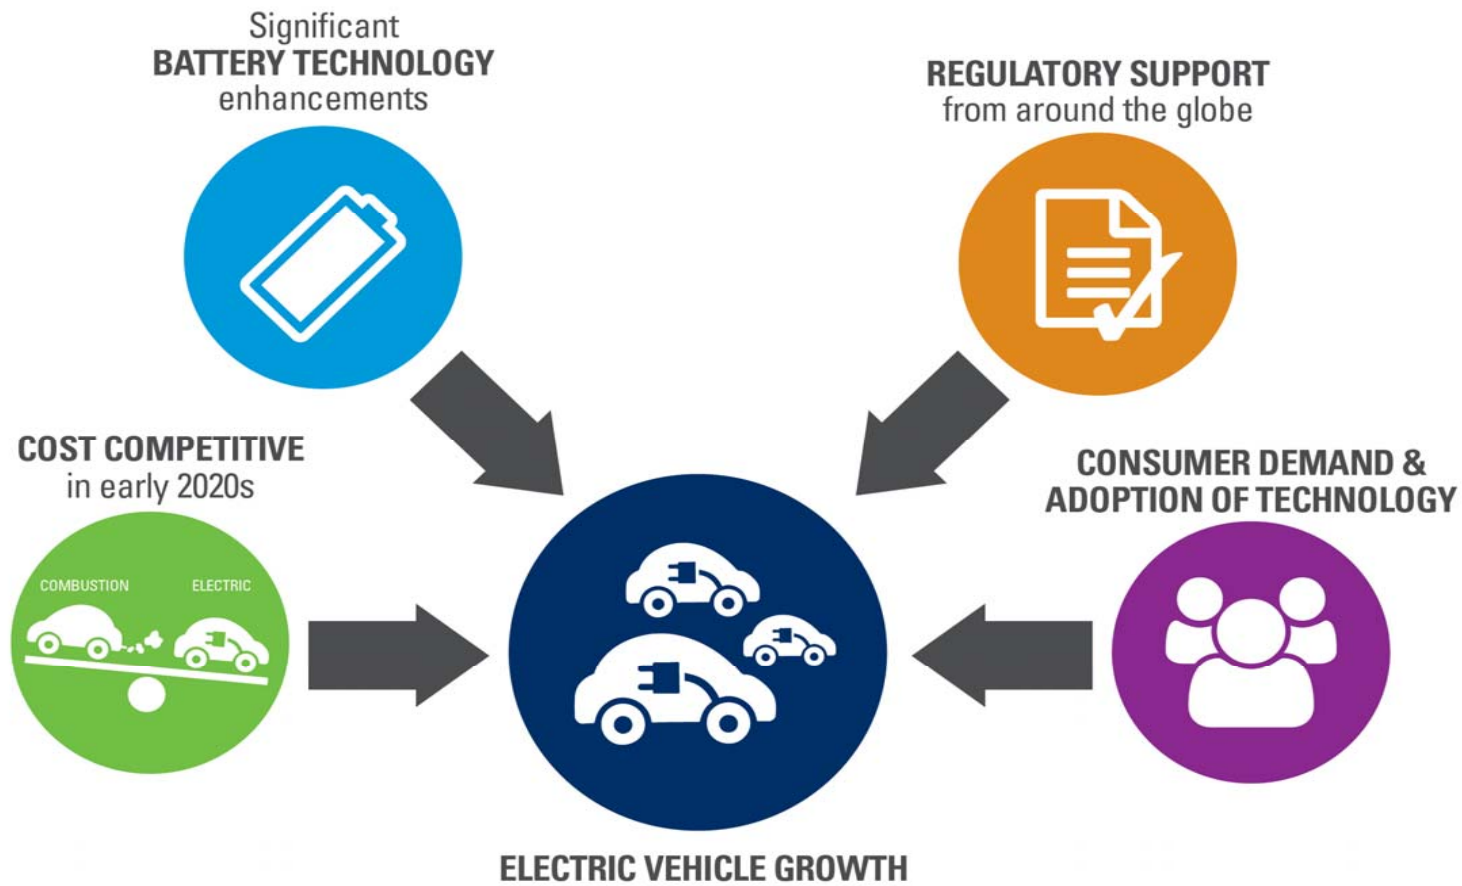 Significant
BATTERY TECHNOLOGY
enhancements
REGULATORY SUPPORT
from around the globe
COST COMPETITIVE
in early 2020s
COMBUSTION
ELECTRIC
CONSUMER DEMAND &
ADOPTION OF TECHNOLOGY
ELECTRIC VEHICLE GROWTH